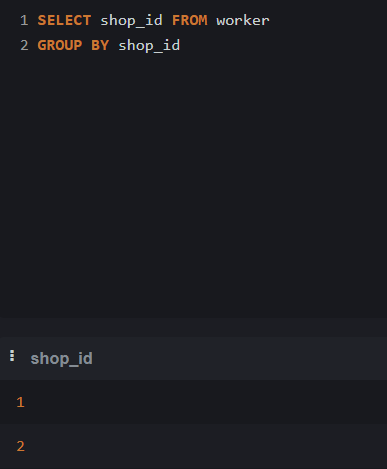 1 SELECT shop_id FROM worker
2 GROUP BY shop_id
shop_id
1
2